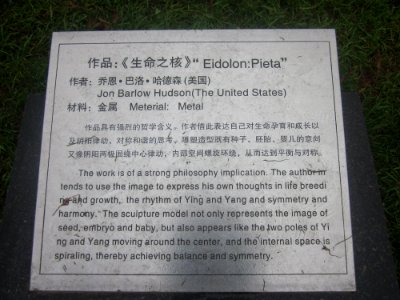 作品：《生命之核》“ Eidolon:Pieta”
作者：乔恩·巴洛·哈德森(美国)
Jon Barlow Hudson(The United States)
材料：金属 Meterial: Metal
作品具有强烈的哲学含义。作者借此表达自己对生命孕育和成长以
及阴阳律动，对称和谐的思考。雕塑造型既有种子、胚胎、婴儿的意向
又像阴阳两极围绕中心律动，内部空间螺旋环绕，从而达到平衡与对称。
The work is of a strong philosophy implication. The author in
tends to use the image to express his own thoughts in life breedi
ng and growth, the rhythm of Ying and Yang and symmetry and
harmony. The sculpture model not only represents the image of
seed, embryo and baby, but also appears like the two poles of Yi
ng and Yang moving around the center, and the internal space is
spiraling, thereby achieving balance and symmetry.